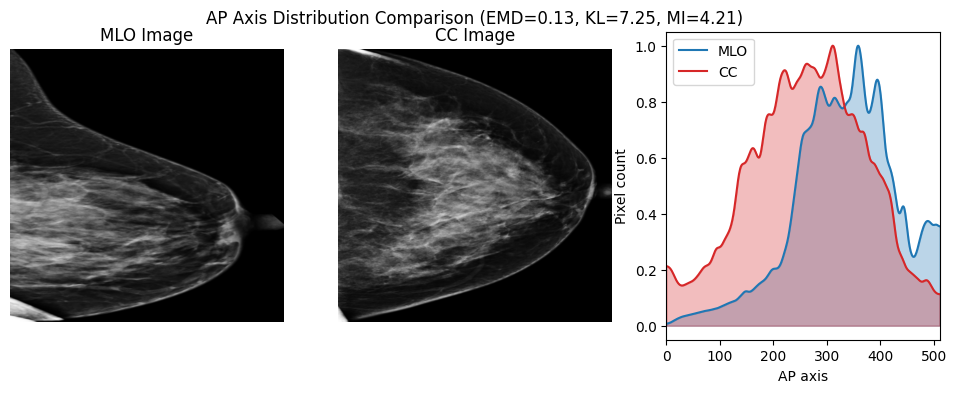 AP Axis Distribution Comparison (EMD=0.13, KL=7.25, MI=4.21)
MLO Image
CC Image
MLO
CC
1.0
0.8
0.6
0.4
0.2
0.0
Pixel count
0
100
200
300
400
500
AP axis